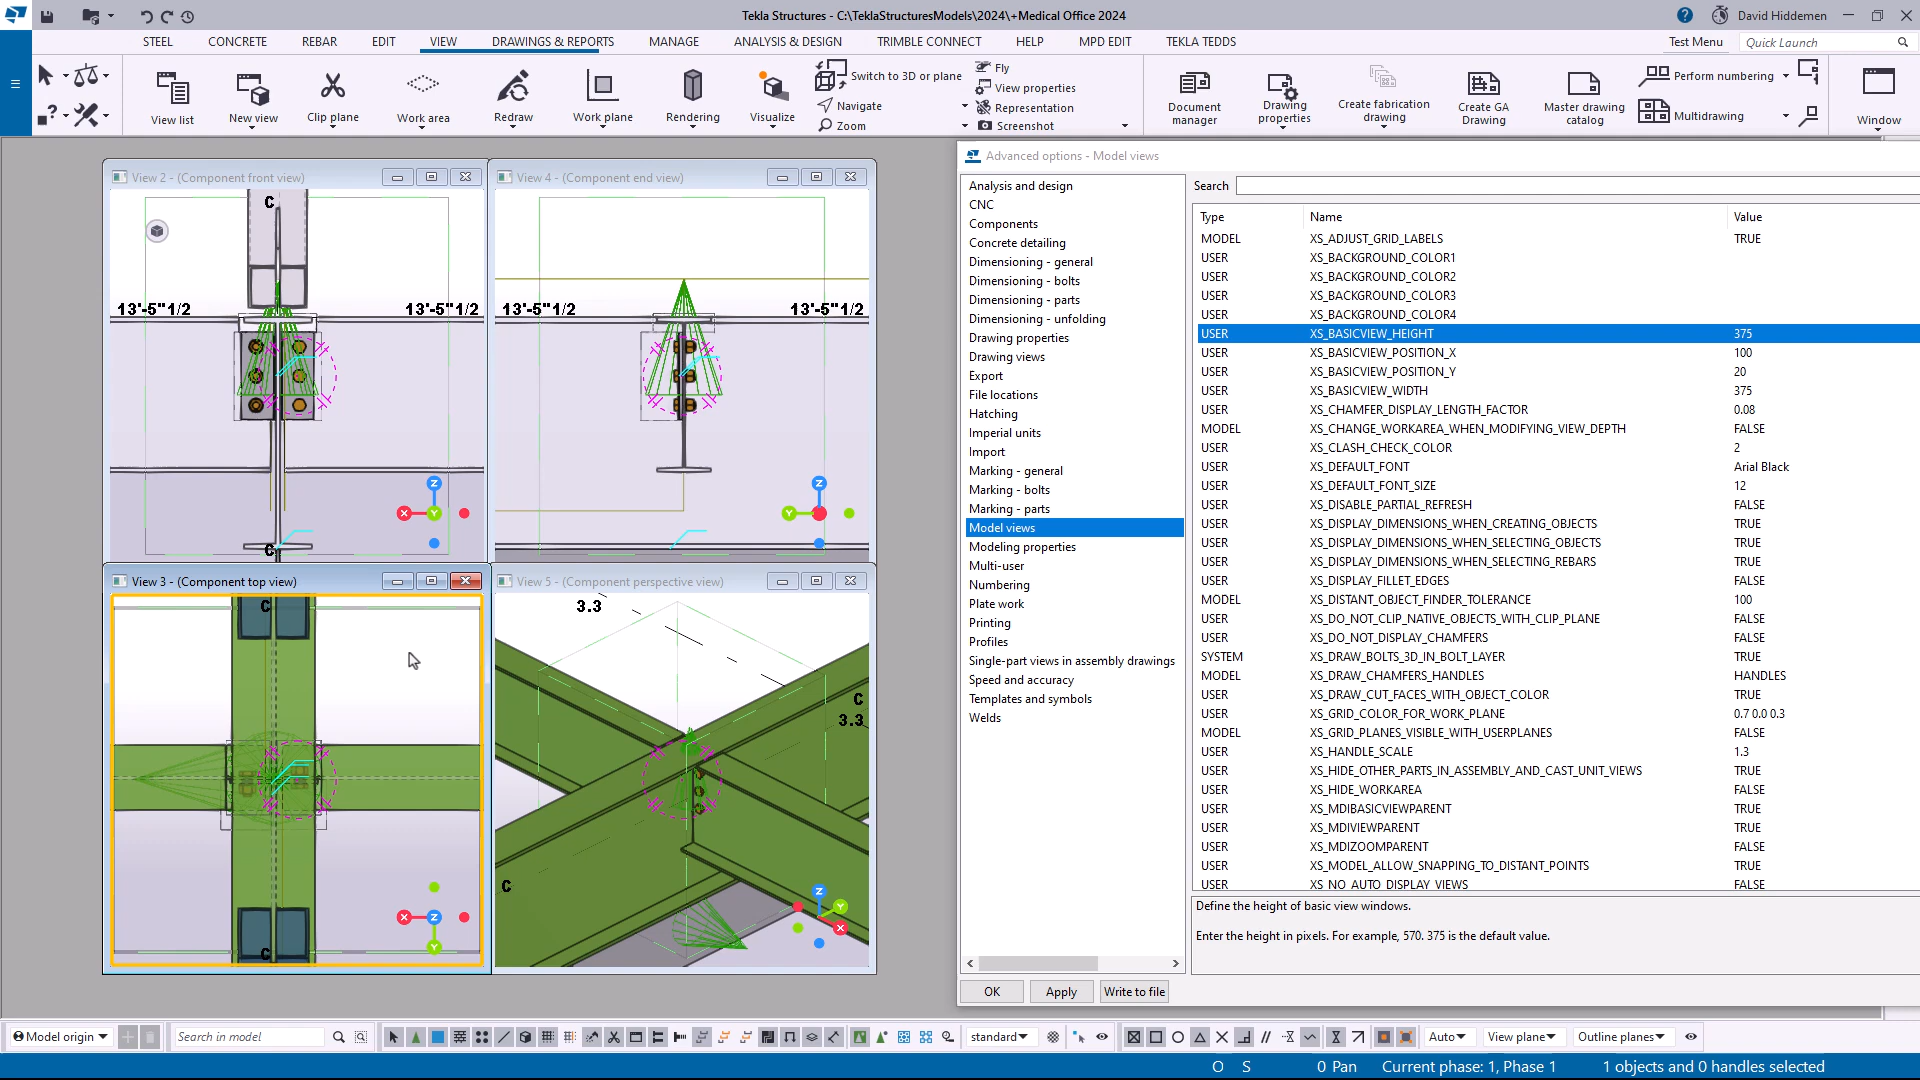 Tekla Structures - C:\TeklaStructuresModels\2024\+Medical Office 2024
David Hiddemen
STEEL
CONCRETE
REBAR
EDIT
VIEW
DRAWINGS & REPORTS
MANAGE
ANALYSIS & DESIGN
TRIMBLE CONNECT
HELP
MPD EDIT
TEKLA TEDDS
Test Menu
Quick Launch
View list
New view
Clip plane
Work area
Redraw
Work plane
Rendering
Visualize
Switch to 3D or plane
Navigate
Zoom
Fly
View properties
Representation
Screenshot
Document manager
Drawing properties
Create fabrication drawing
Create GA Drawing
Master drawing catalog
Perform numbering
Multidrawing
Window
View 2 - (Component front view)
C
13'-5"1/2
13'-5"1/2
C
Z
X
Y
View 4 - (Component end view)
13'-5"1/2
13'-5"1/2
Z
Y
View 3 - (Component top view)
C
C
X
Z
Y
View 5 - (Component perspective view)
3.3
C
3.3
C
Z
Y
X
Advanced options - Model views
Analysis and design
CNC
Components
Concrete detailing
Dimensioning - general
Dimensioning - bolts
Dimensioning - parts
Dimensioning - unfolding
Drawing properties
Drawing views
Export
File locations
Hatching
Imperial units
Import
Marking - general
Marking - bolts
Marking - parts
Model views
Modeling properties
Multi-user
Numbering
Plate work
Printing
Profiles
Single-part views in assembly drawings
Speed and accuracy
Templates and symbols
Welds
Search
Type Name Value
MODEL XS_ADJUST_GRID_LABELS TRUE
USER XS_BACKGROUND_COLOR1
USER XS_BACKGROUND_COLOR2
USER XS_BACKGROUND_COLOR3
USER XS_BACKGROUND_COLOR4
USER XS_BASICVIEW_HEIGHT 375
USER XS_BASICVIEW_POSITION_X 100
USER XS_BASICVIEW_POSITION_Y 20
USER XS_BASICVIEW_WIDTH 375
USER XS_CHAMFER_DISPLAY_LENGTH_FACTOR 0.08
MODEL XS_CHANGE_WORKAREA_WHEN_MODIFYING_VIEW_DEPTH FALSE
USER XS_CLASH_CHECK_COLOR 2
USER XS_DEFAULT_FONT Arial Black
USER XS_DEFAULT_FONT_SIZE 12
USER XS_DISABLE_PARTIAL_REFRESH FALSE
USER XS_DISPLAY_DIMENSIONS_WHEN_CREATING_OBJECTS TRUE
USER XS_DISPLAY_DIMENSIONS_WHEN_SELECTING_OBJECTS TRUE
USER XS_DISPLAY_DIMENSIONS_WHEN_SELECTING_REBARS TRUE
USER XS_DISPLAY_FILLET_EDGES FALSE
MODEL XS_DISTANT_OBJECT_FINDER_TOLERANCE 100
USER XS_DO_NOT_CLIP_NATIVE_OBJECTS_WITH_CLIP_PLANE FALSE
USER XS_DO_NOT_DISPLAY_CHAMFERS FALSE
SYSTEM XS_DRAW_BOLTS_3D_IN_BOLT_LAYER TRUE
MODEL XS_DRAW_CHAMFERS_HANDLES HANDLES
USER XS_DRAW_CUT_FACES_WITH_OBJECT_COLOR TRUE
USER XS_GRID_COLOR_FOR_WORK_PLANE 0.7 0.0 0.3
MODEL XS_GRID_PLANES_VISIBLE_WITH_USERPLANES FALSE
USER XS_HANDLE_SCALE 1.3
USER XS_HIDE_OTHER_PARTS_IN_ASSEMBLY_AND_CAST_UNIT_VIEWS TRUE
USER XS_HIDE_WORKAREA FALSE
USER XS_MDIBASICVIEWPARENT TRUE
USER XS_MDIVIEWPARENT TRUE
USER XS_MDIZOOMPARENT FALSE
USER XS_MODEL_ALLOW_SNAPPING_TO_DISTANT_POINTS TRUE
USER XS_NO_AUTO_DISPLAY_VIEWS FALSE
Define the height of basic view windows.
Enter the height in pixels. For example, 570. 375 is the default value.
OK
Apply
Write to file
Model origin
Search in model
standard
Auto
View plane
Outline planes
O S 0 Pan Current phase: 1, Phase 1 1 objects and 0 handles selected